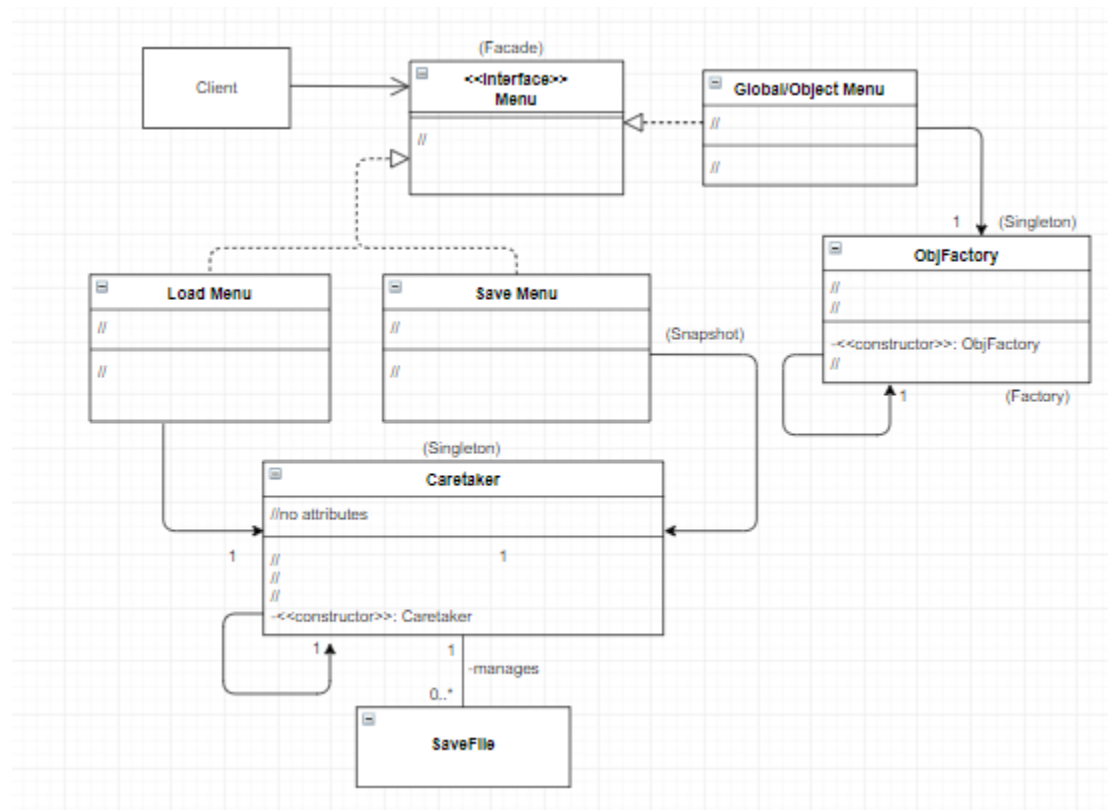 (Facade)
Client
<<Interface>>
Menu
//
Global/Object Menu
//
//
1
(Singleton)
ObjFactory
//
//
-<<constructor>>: ObjFactory
//
1
(Factory)
Load Menu
//
//
Save Menu
//
//
(Snapshot)
(Singleton)
Caretaker
//no attributes
1
1
//
//
//
-<<constructor>>: Caretaker
1
1
-manages
0..*
SaveFile